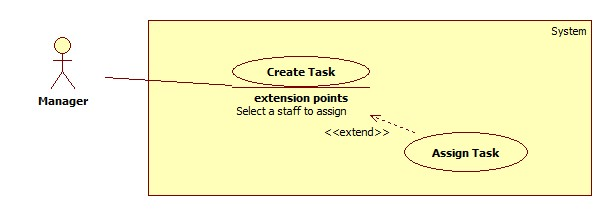 System
Create Task
Manager
extension points
Select a staff to assign
<<extend>>
Assign Task